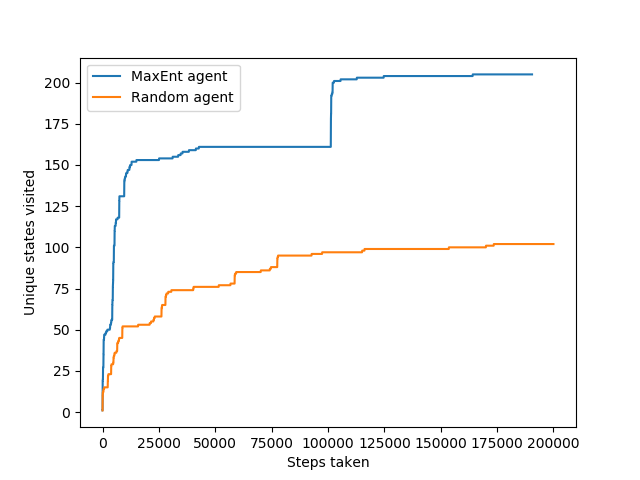 MaxEnt agent
Random agent
Unique states visited
200
175
150
125
100
75
50
25
0
0 25000 50000 75000 100000 125000 150000 175000 200000
Steps taken